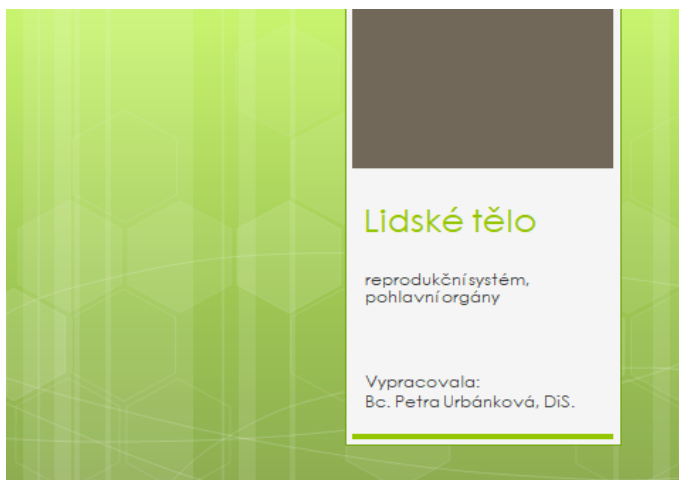 Lidské tělo
reprodukční systém,
pohlavní orgány
Vypracovala:
Bc. Petra Urbánková, DiS.